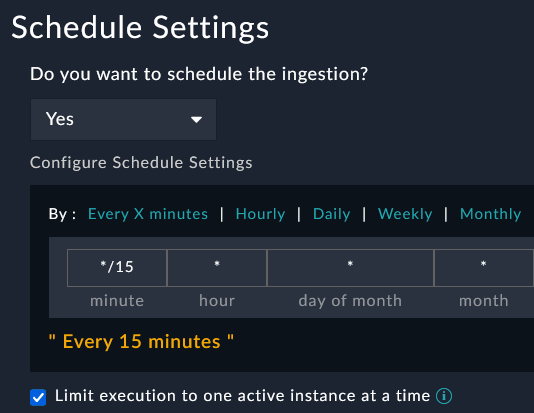 Schedule Settings
Do you want to schedule the ingestion?
Yes
Configure Schedule Settings
By : Every X minutes | Hourly | Daily | Weekly | Monthly
*/15 * * *
minute hour day of month month
" Every 15 minutes "
Limit execution to one active instance at a time